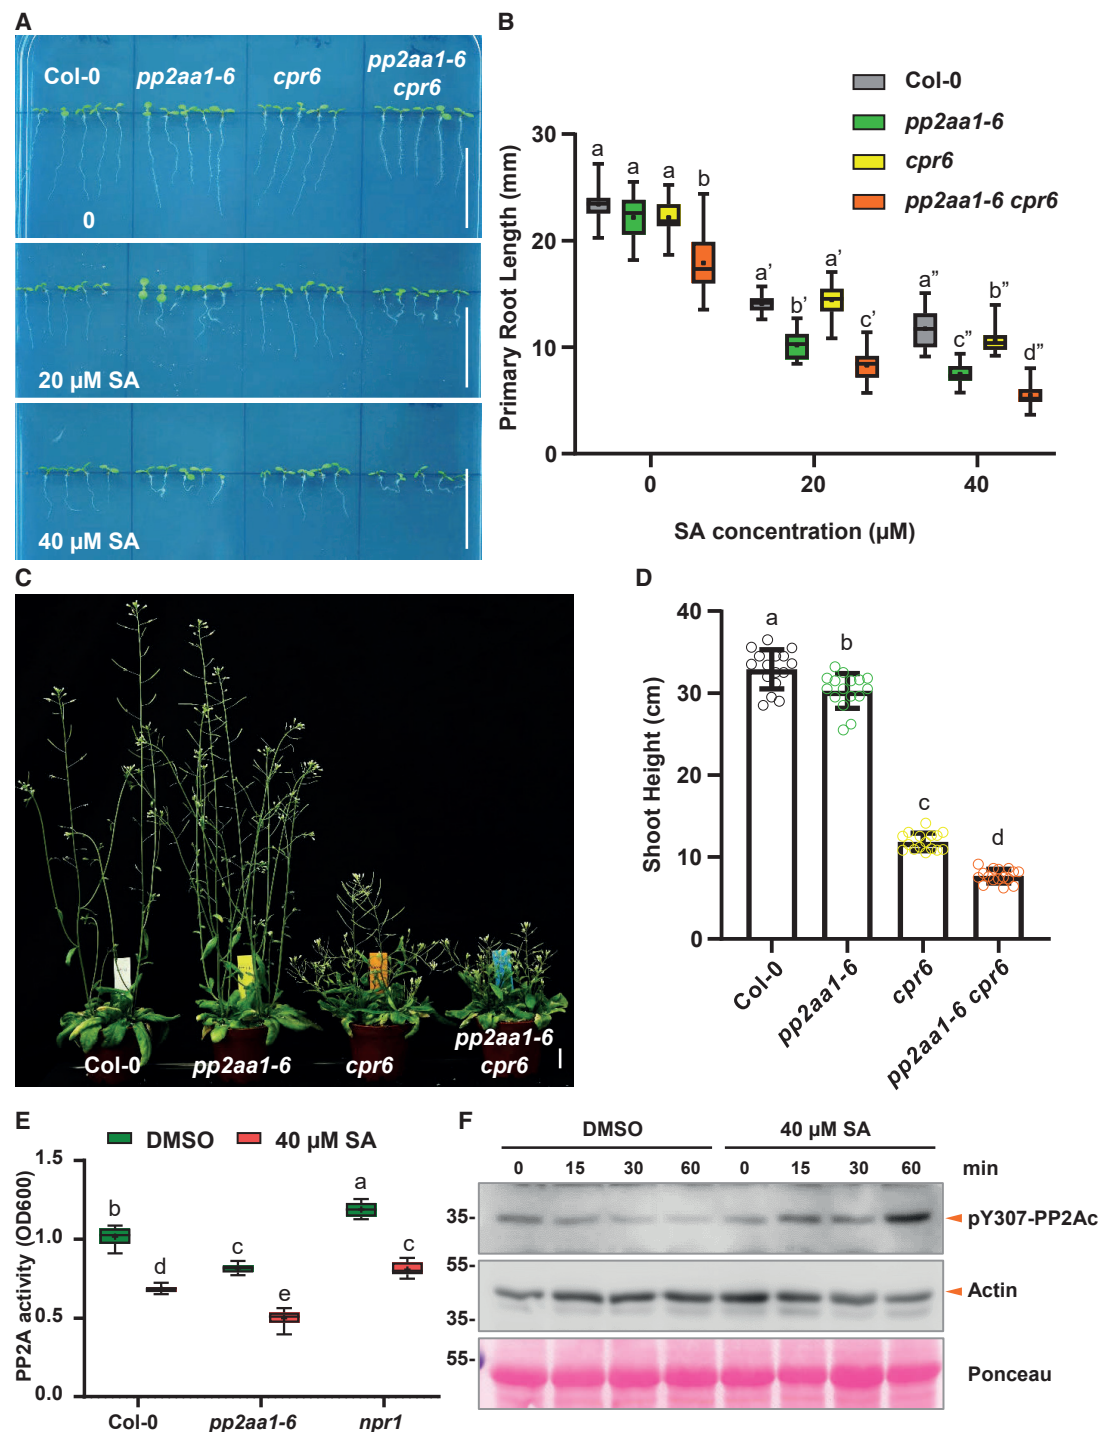 A
Col-0 pp2aa1-6 cpr6 pp2aa1-6 cpr6
0
20 µM SA
40 µM SA
B
Col-0
pp2aa1-6
cpr6
pp2aa1-6 cpr6
Primary Root Length (mm)
30
20
10
0
a a a b
a' b' a' c'
a" c" b" d"
0 20 40
SA concentration (µM)
C
Col-0 pp2aa1-6 cpr6 pp2aa1-6 cpr6
D
Shoot Height (cm)
40
30
20
10
0
a b c d
Col-0 pp2aa1-6 cpr6 pp2aa1-6 cpr6
E
DMSO 40 µM SA
PP2A activity (OD600)
1.5
1.0
0.5
0.0
b d c e a c
Col-0 pp2aa1-6 npr1
F
DMSO 40 µM SA
0 15 30 60 0 15 30 60 min
35- pY307-PP2Ac
55-
Actin
35-
55-
Ponceau